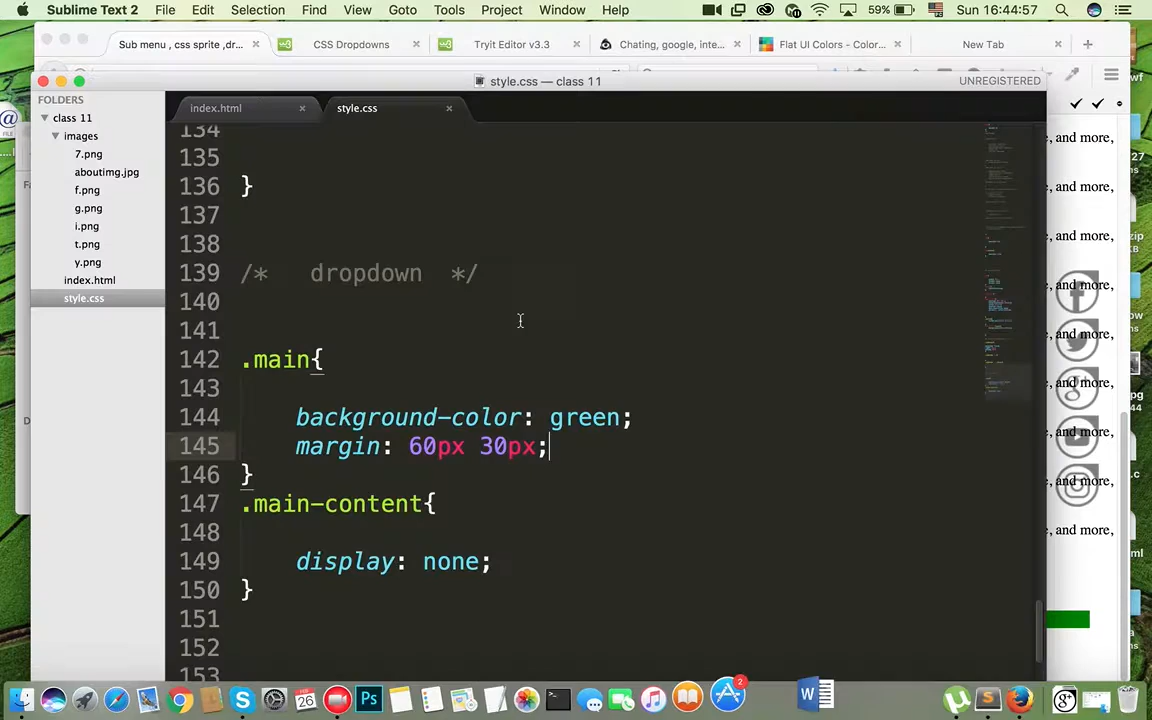 Sublime Text 2 File Edit Selection Find View Goto Tools Project Window Help 59% Sun 16:44:57
Sub menu , css sprite ,dr... CSS Dropdowns Tryit Editor v3.3 Chating, google, inte... Flat UI Colors - Color... New Tab
style.css — class 11 UNREGISTERED
FOLDERS
class 11
images
7.png
aboutimg.jpg
f.png
g.png
i.png
t.png
y.png
index.html
style.css
index.html style.css
134
135
136 }
137
138
139 /* dropdown */
140
141
142 .main{
143
144 background-color: green;
145 margin: 60px 30px;
146 }
147 .main-content{
148
149 display: none;
150 }
151
152
153
, and more,
, and more,
, and more,
, and more,
, and more,
, and more,
, and more,
, and more,
, and more,
FEB
26
2